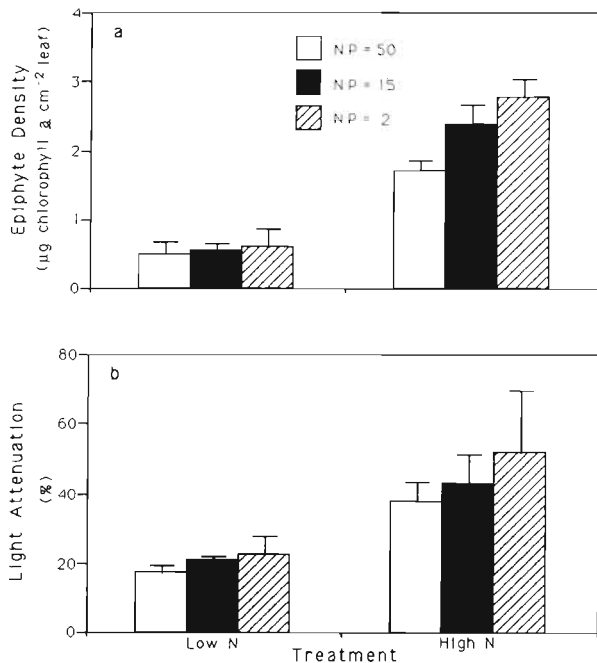 a
Epiphyte Density
(µg chlorophyll a cm⁻² leaf)
4
3
2
1
0
NP = 50
NP = 15
NP = 2
b
Light Attenuation
(%)
80
60
40
20
0
Low N
High N
Treatment